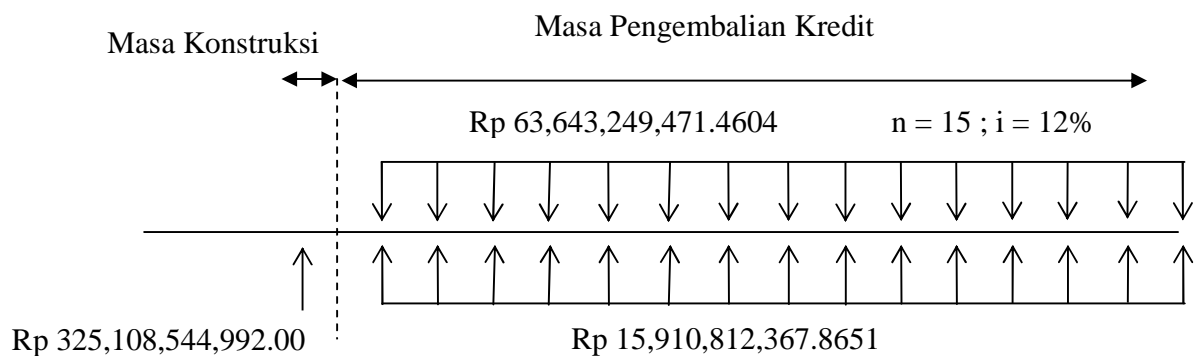 Masa Konstruksi
Masa Pengembalian Kredit
Rp 63,643,249,471.4604 n = 15 ; i = 12%
Rp 325,108,544,992.00
Rp 15,910,812,367.8651